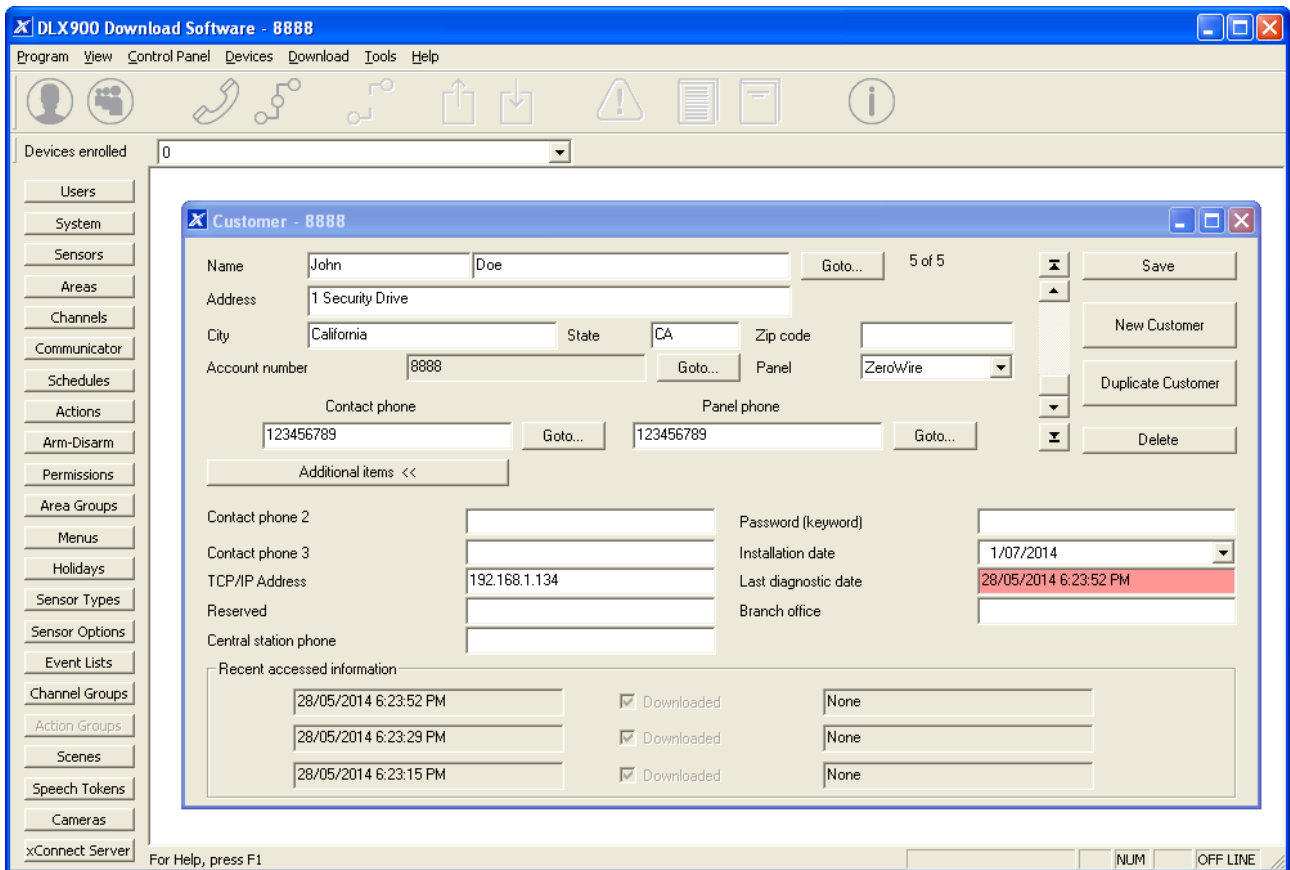 DLX900 Download Software - 8888
Program View Control Panel Devices Download Tools Help
Devices enrolled 0
Users
System
Sensors
Areas
Channels
Communicator
Schedules
Actions
Arm-Disarm
Permissions
Area Groups
Menus
Holidays
Sensor Types
Sensor Options
Event Lists
Channel Groups
Action Groups
Scenes
Speech Tokens
Cameras
xConnect Server
Customer - 8888
Name John Doe Goto... 5 of 5 Save
Address 1 Security Drive
City California State CA Zip code New Customer
Account number 8888 Goto... Panel ZeroWire Duplicate Customer
Contact phone Panel phone
123456789 Goto... 123456789 Goto... Delete
Additional items <<
Contact phone 2 Password (keyword)
Contact phone 3 Installation date 1/07/2014
TCP/IP Address 192.168.1.134 Last diagnostic date 28/05/2014 6:23:52 PM
Reserved Branch office
Central station phone
Recent accessed information
28/05/2014 6:23:52 PM Downloaded None
28/05/2014 6:23:29 PM Downloaded None
28/05/2014 6:23:15 PM Downloaded None
For Help, press F1 NUM OFF LINE